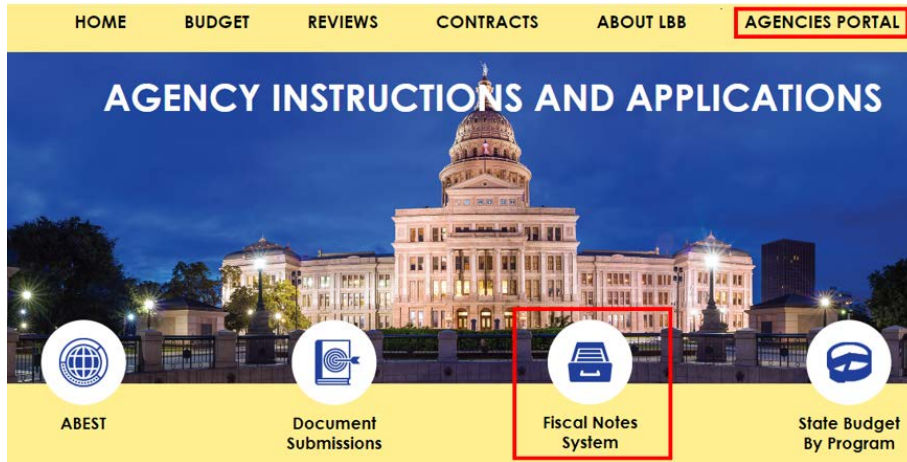 HOME BUDGET REVIEWS CONTRACTS ABOUT LBB AGENCIES PORTAL
AGENCY INSTRUCTIONS AND APPLICATIONS
ABEST
Document
Submissions
Fiscal Notes
System
State Budget
By Program